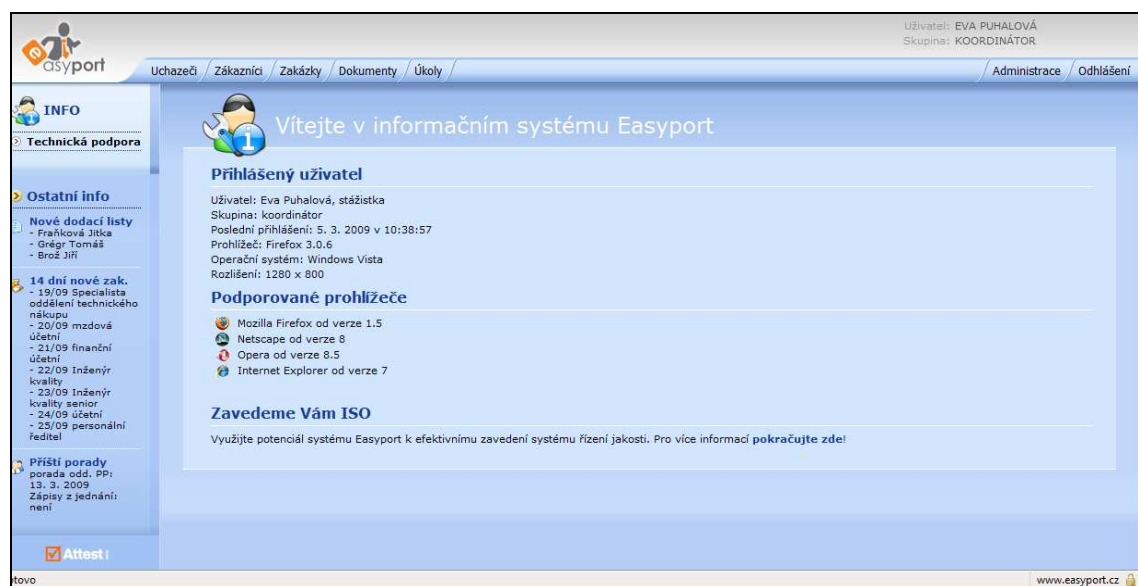 Uživatel: EVA PUHALOVÁ
Skupina: KOORDINÁTOR
easyport
Uchazeči / Zákazníci / Zakázky / Dokumenty / Úkoly /
/ Administrace / Odhlášení
INFO
Technická podpora
Ostatní info
Nové dodací listy
- Fraňková Jitka
- Grégr Tomáš
- Brož Jiří
14 dní nové zak.
- 19/09 Specialista
oddělení technického
nákupu
- 20/09 mzdová
účetní
- 21/09 finanční
účetní
- 22/09 Inženýr
kvality
- 23/09 Inženýr
kvality senior
- 24/09 účetní
- 25/09 personální
ředitel
Příští porady
porada odd. PP:
13. 3. 2009
Zápisy z jednání:
není
Attest
Vítejte v informačním systému Easyport
Přihlášený uživatel
Uživatel: Eva Puhalová, stážistka
Skupina: koordinátor
Poslední přihlášení: 5. 3. 2009 v 10:38:57
Prohlížeč: Firefox 3.0.6
Operační systém: Windows Vista
Rozlišení: 1280 x 800
Podporované prohlížeče
Mozilla Firefox od verze 1.5
Netscape od verze 8
Opera od verze 8.5
Internet Explorer od verze 7
Zavedeme Vám ISO
Využijte potenciál systému Easyport k efektivnímu zavedení systému řízení jakosti. Pro více informací pokračujte zde!
otovo
www.easyport.cz